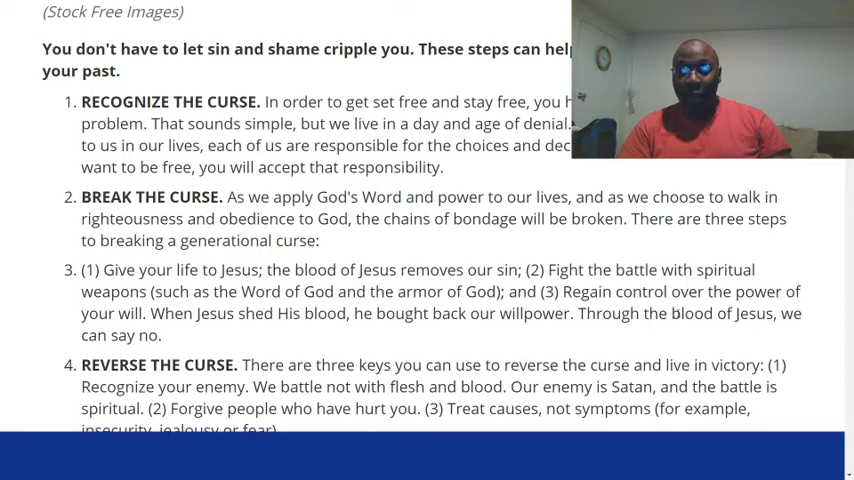 (Stock Free Images)
You don't have to let sin and shame cripple you. These steps can help
your past.
1. RECOGNIZE THE CURSE. In order to get set free and stay free, you h
problem. That sounds simple, but we live in a day and age of denial.
to us in our lives, each of us are responsible for the choices and dec
want to be free, you will accept that responsibility.
2. BREAK THE CURSE. As we apply God's Word and power to our lives, and as we choose to walk in
righteousness and obedience to God, the chains of bondage will be broken. There are three steps
to breaking a generational curse:
3. (1) Give your life to Jesus; the blood of Jesus removes our sin; (2) Fight the battle with spiritual
weapons (such as the Word of God and the armor of God); and (3) Regain control over the power of
your will. When Jesus shed His blood, he bought back our willpower. Through the blood of Jesus, we
can say no.
4. REVERSE THE CURSE. There are three keys you can use to reverse the curse and live in victory: (1)
Recognize your enemy. We battle not with flesh and blood. Our enemy is Satan, and the battle is
spiritual. (2) Forgive people who have hurt you. (3) Treat causes, not symptoms (for example,
insecurity, jealousy or fear)